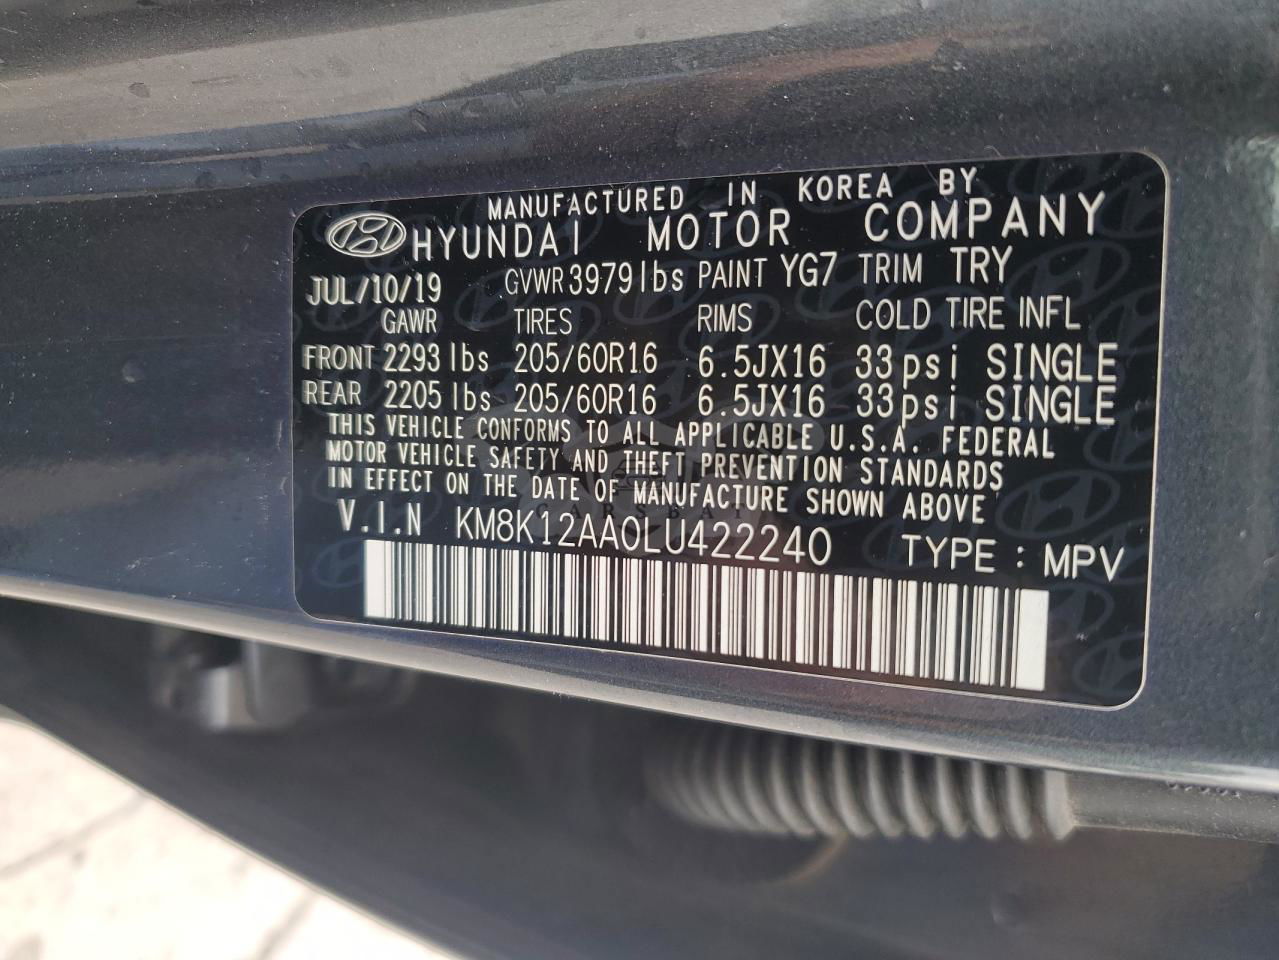 MANUFACTURED IN KOREA BY
HYUNDAI MOTOR COMPANY
JUL/10/19 GVWR 3979lbs PAINT YG7 TRIM TRY
GAWR TIRES RIMS COLD TIRE INFL
FRONT 2293 lbs 205/60R16 6.5JX16 33psi SINGLE
REAR 2205 lbs 205/60R16 6.5JX16 33psi SINGLE
THIS VEHICLE CONFORMS TO ALL APPLICABLE U.S.A. FEDERAL
MOTOR VEHICLE SAFETY AND THEFT PREVENTION STANDARDS
IN EFFECT ON THE DATE OF MANUFACTURE SHOWN ABOVE
CARSBAT
V.I.N KM8K12AA0LU422240 TYPE : MPV